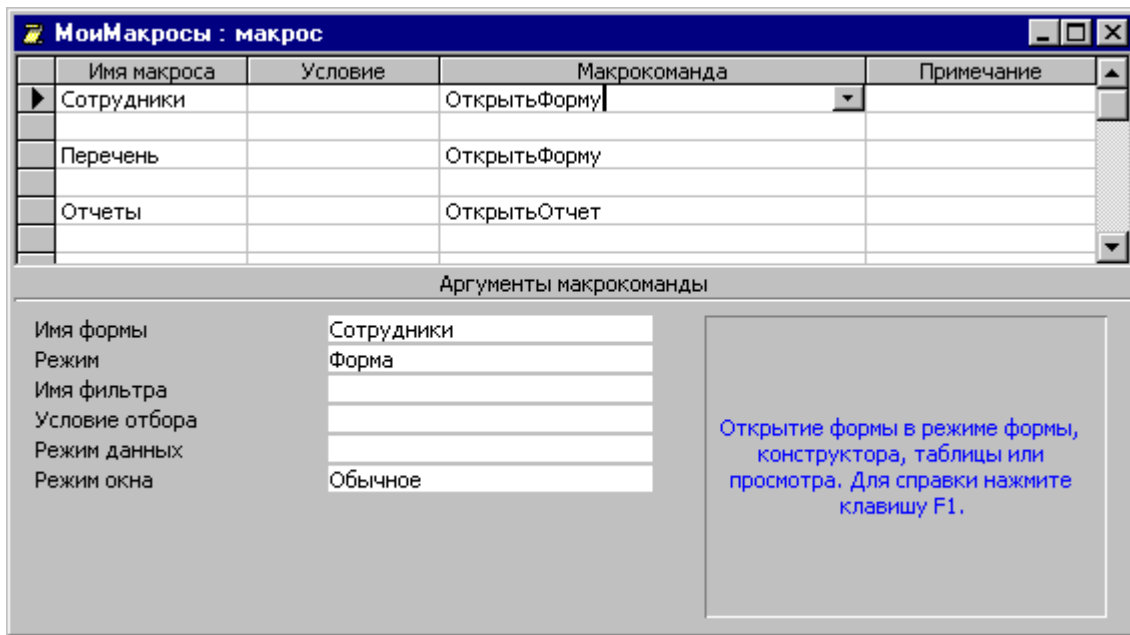 МоиМакросы : макрос
Имя макроса Условие Макрокоманда Примечание
Сотрудники ОткрытьФорму
Перечень ОткрытьФорму
Отчеты ОткрытьОтчет
Аргументы макрокоманды
Имя формы Сотрудники
Режим Форма
Имя фильтра
Условие отбора
Режим данных
Режим окна Обычное
Открытие формы в режиме формы,
конструктора, таблицы или
просмотра. Для справки нажмите
клавишу F1.